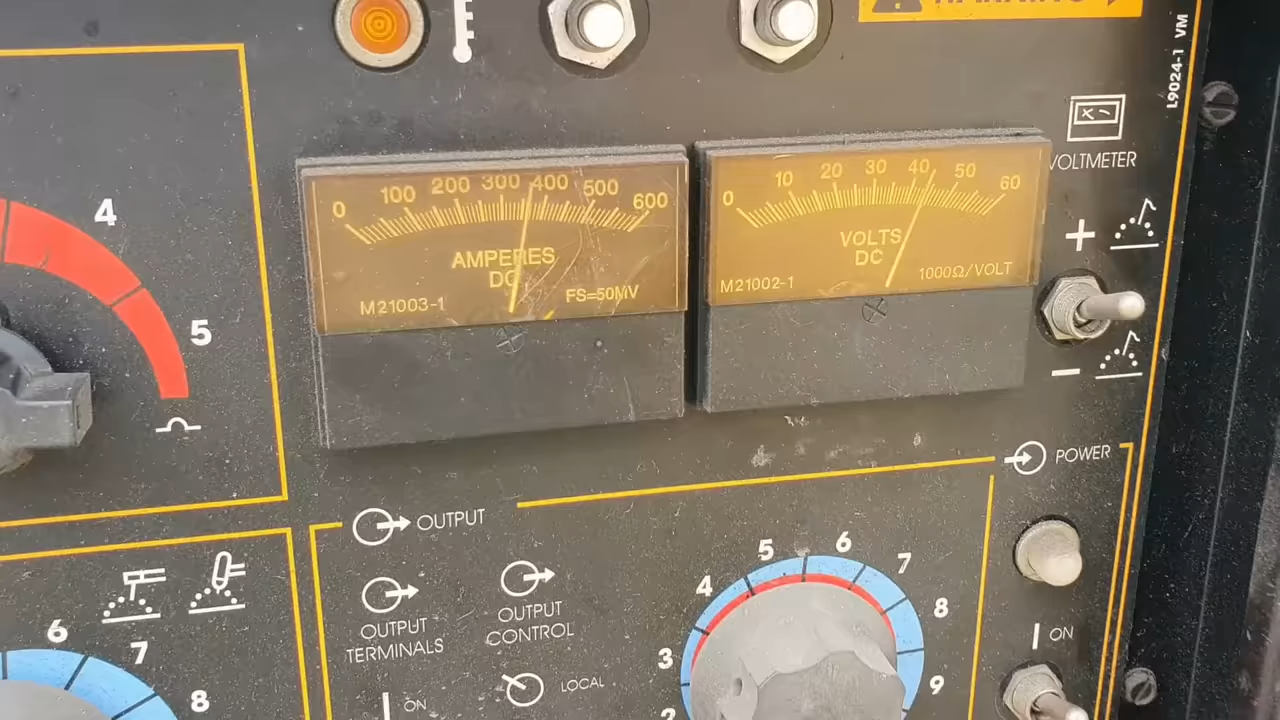 L9024-1 VM
VOLTMETER
0 100 200 300 400 500 600
AMPERES
DC
M21003-1
FS=50MV
0 10 20 30 40 50 60
VOLTS
DC
M21002-1
1000Ω/VOLT
+
−
4
5
POWER
OUTPUT
OUTPUT
TERMINALS
OUTPUT
CONTROL
LOCAL
ON
ON
6
7
8
2
3
4
5
6
7
8
9